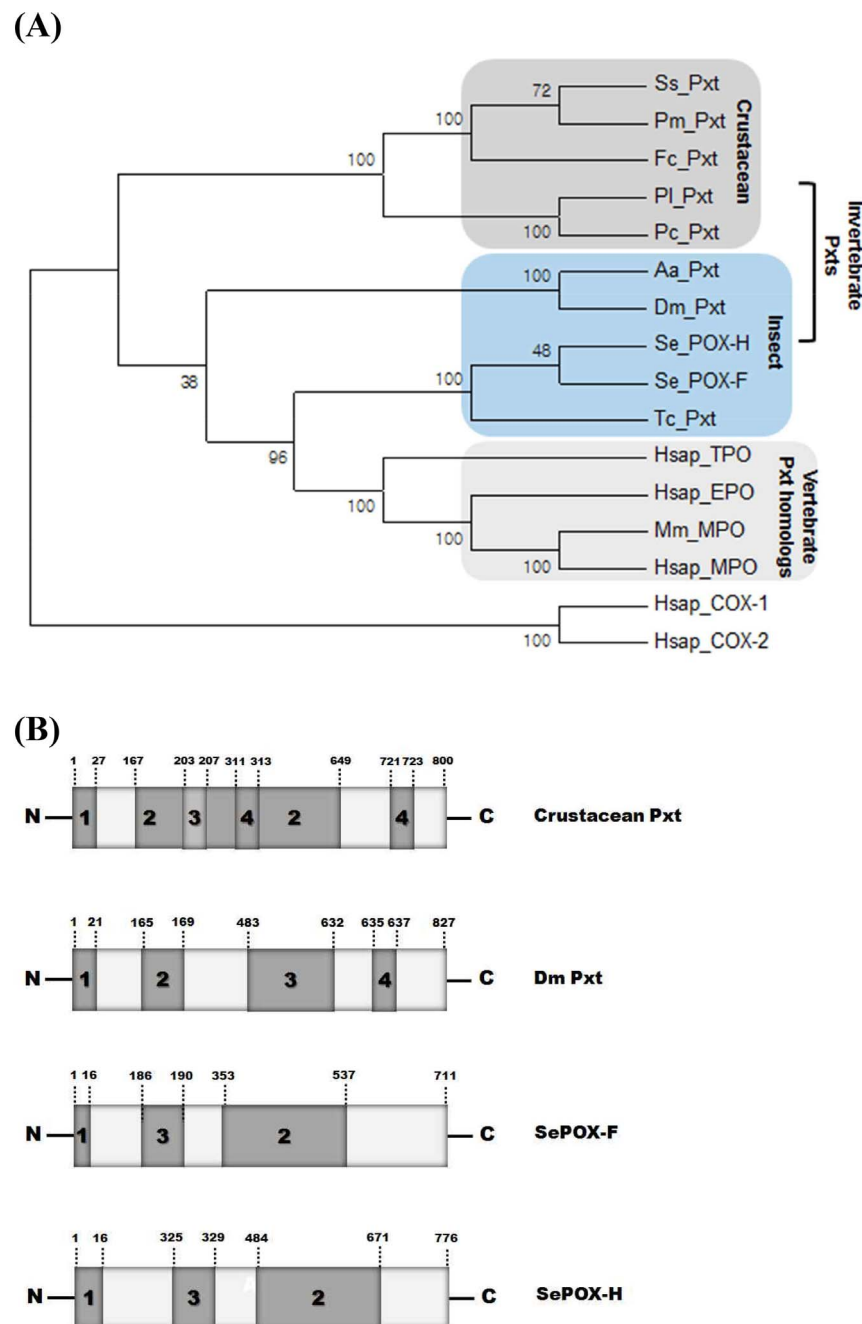 (A)
Ss_Pxt
Pm_Pxt
Fc_Pxt
Pl_Pxt
Pc_Pxt
Aa_Pxt
Dm_Pxt
Se_POX-H
Se_POX-F
Tc_Pxt
Hsap_TPO
Hsap_EPO
Mm_MPO
Hsap_MPO
Hsap_COX-1
Hsap_COX-2
72
100
100
100
100
48
100
38
96
100
100
100
100
Crustacean
Insect
Vertebrate
Pxt homologs
Invertebrate
Pxts
(B)
1 27 167 203 207 311 313 649 721 723 800
N 1 2 3 4 2 4 C Crustacean Pxt
1 21 165 169 483 632 635 637 827
N 1 2 3 4 C Dm Pxt
1 16 186 190 353 537 711
N 1 3 2 C SePOX-F
1 16 325 329 484 671 776
N 1 3 2 C SePOX-H